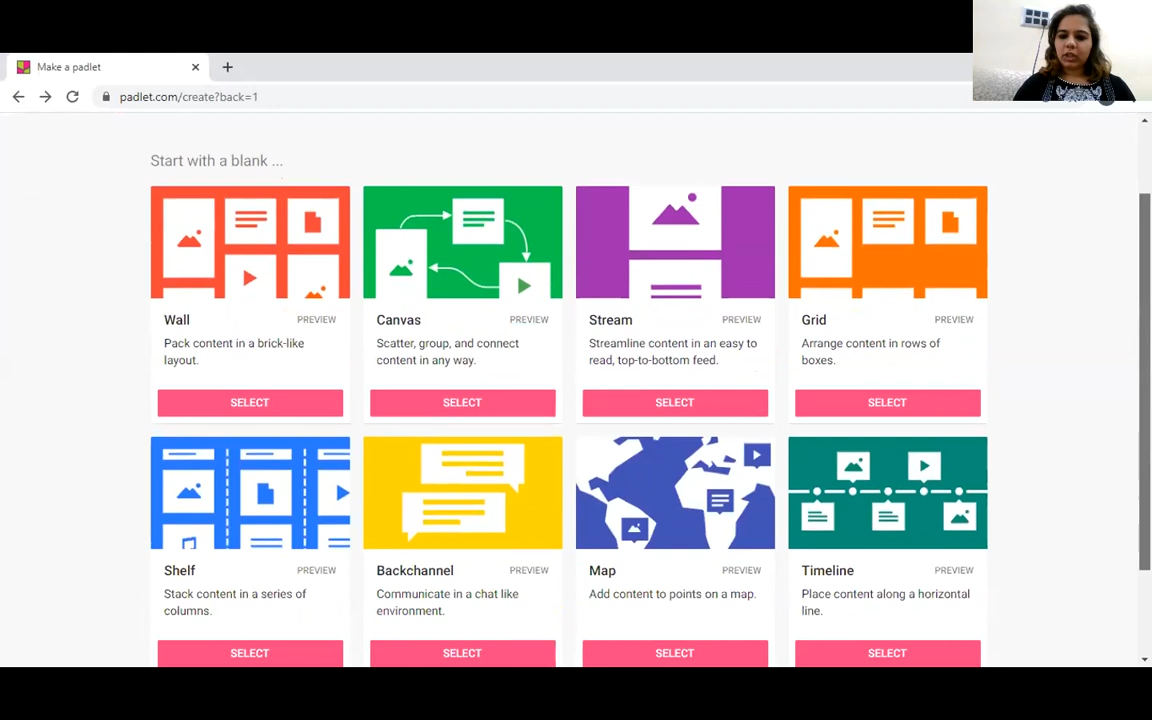 Make a padlet
padlet.com/create?back=1
Start with a blank ...
Wall PREVIEW
Pack content in a brick-like
layout.
SELECT
Canvas PREVIEW
Scatter, group, and connect
content in any way.
SELECT
Stream PREVIEW
Streamline content in an easy to
read, top-to-bottom feed.
SELECT
Grid PREVIEW
Arrange content in rows of
boxes.
SELECT
Shelf PREVIEW
Stack content in a series of
columns.
SELECT
Backchannel PREVIEW
Communicate in a chat like
environment.
SELECT
Map PREVIEW
Add content to points on a map.
SELECT
Timeline PREVIEW
Place content along a horizontal
line.
SELECT